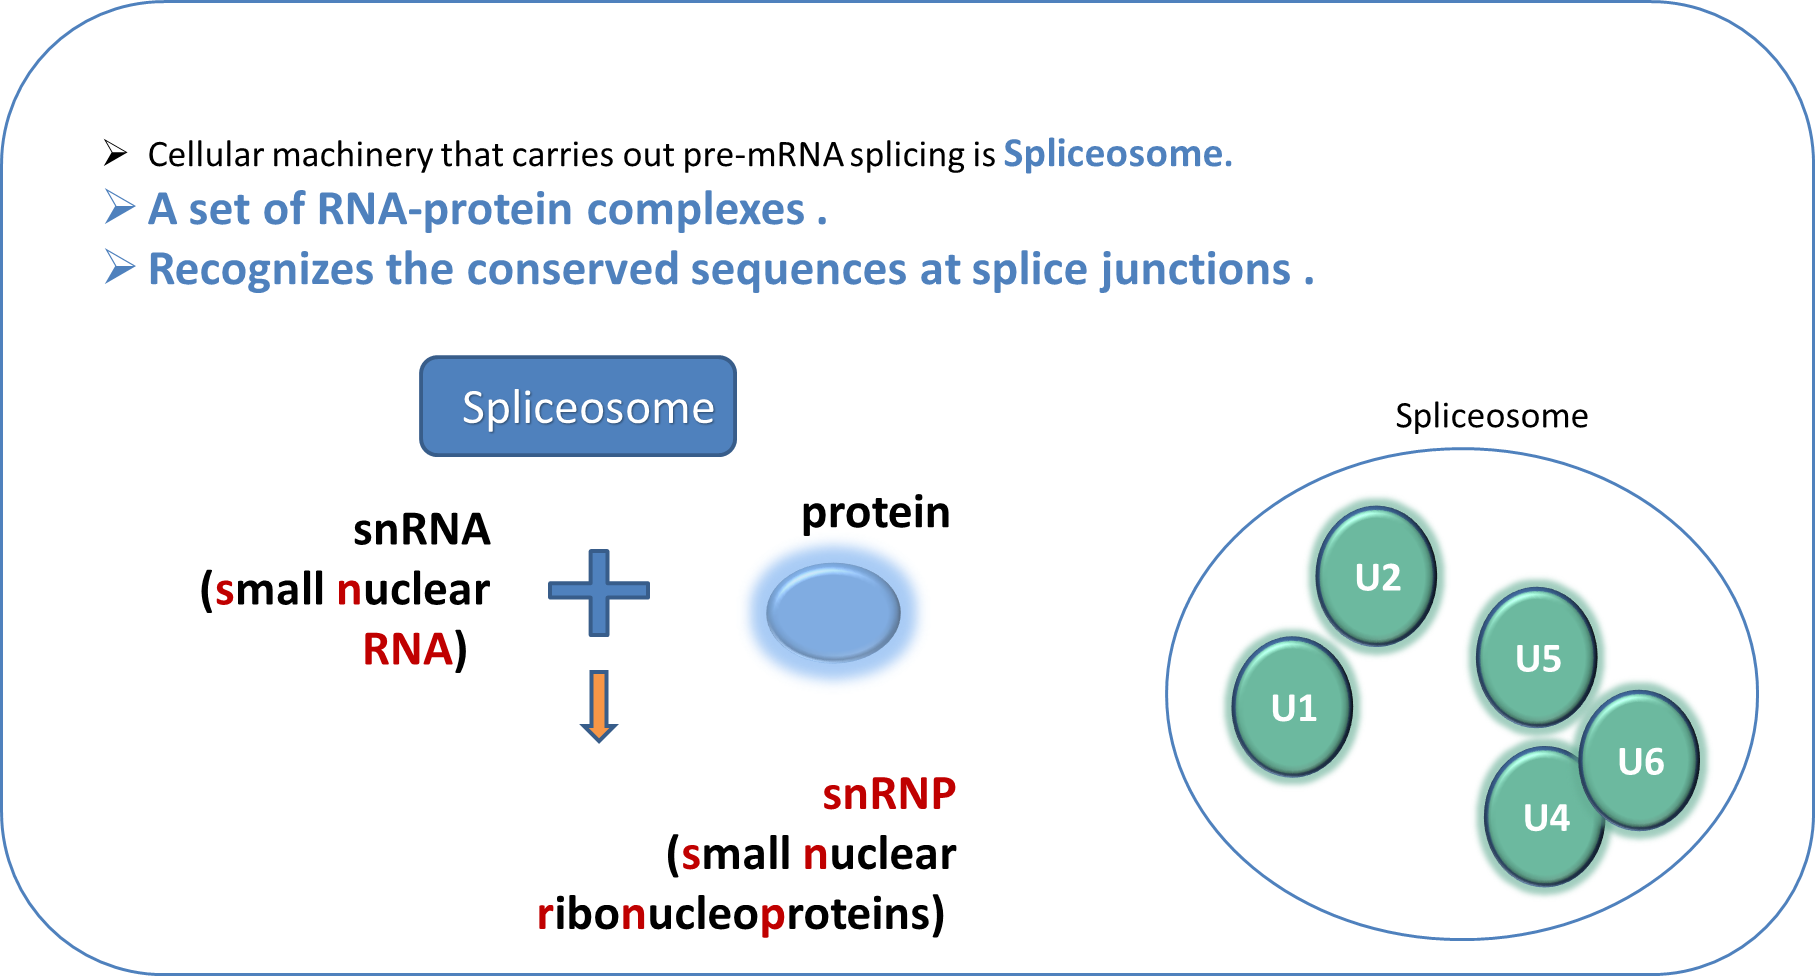 Cellular machinery that carries out pre-mRNA splicing is Spliceosome.
A set of RNA-protein complexes .
Recognizes the conserved sequences at splice junctions .
Spliceosome
snRNA
(small nuclear
RNA)
protein
snRNP
(small nuclear
ribonucleoproteins)
Spliceosome
U2
U5
U1
U6
U4